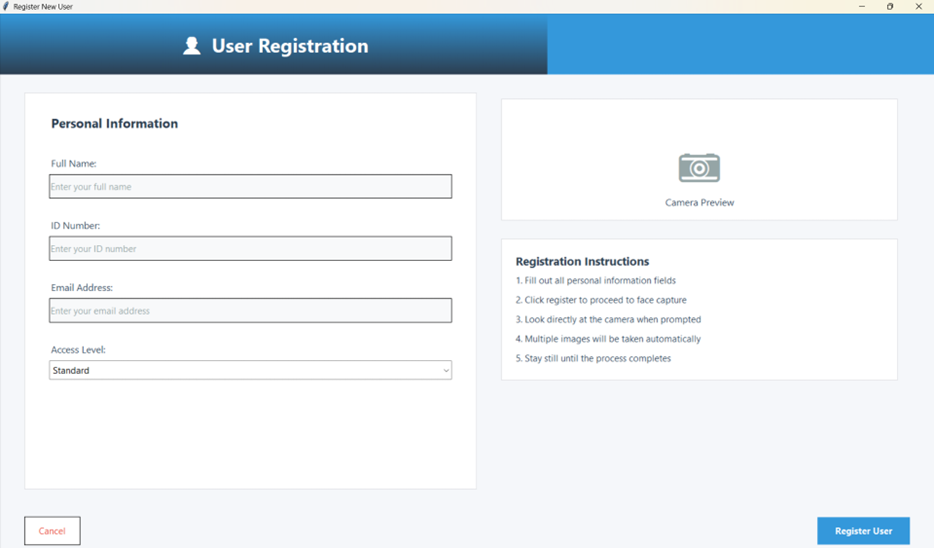 Register New User
User Registration
Personal Information
Full Name:
Enter your full name
ID Number:
Enter your ID number
Email Address:
Enter your email address
Access Level:
Standard
Camera Preview
Registration Instructions
1. Fill out all personal information fields
2. Click register to proceed to face capture
3. Look directly at the camera when prompted
4. Multiple images will be taken automatically
5. Stay still until the process completes
Cancel
Register User